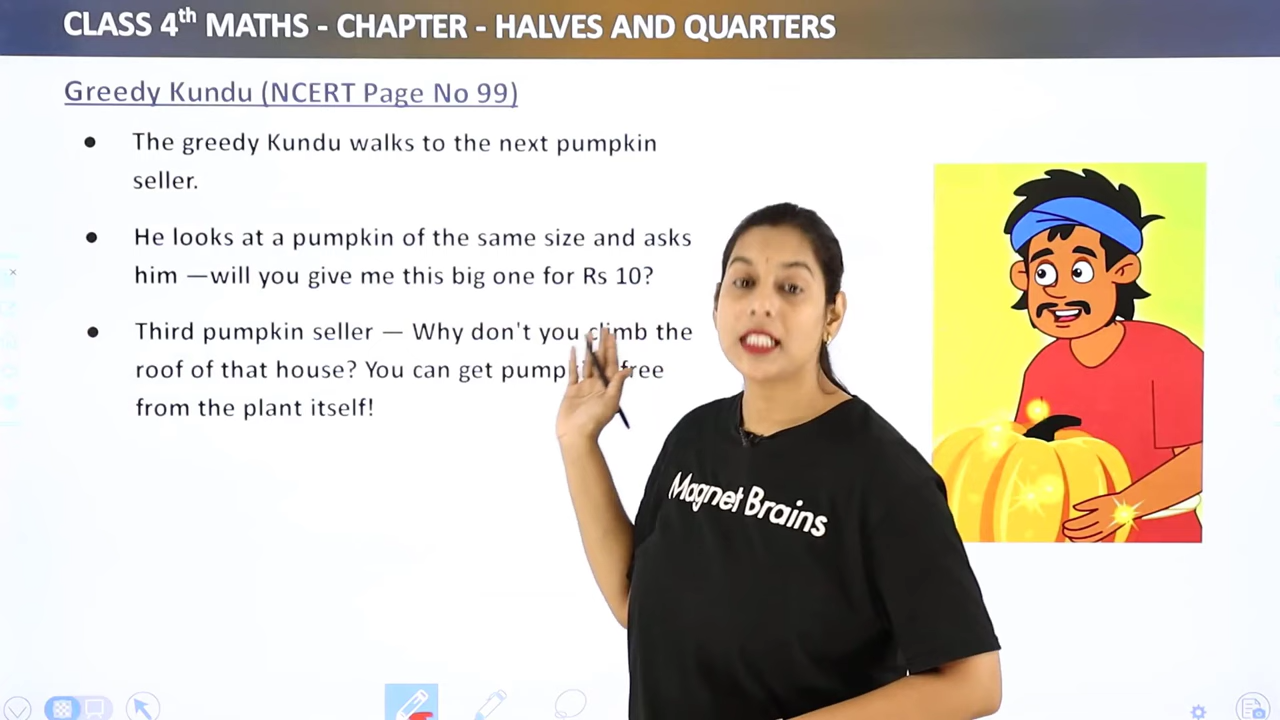 CLASS 4th MATHS - CHAPTER - HALVES AND QUARTERS
Greedy Kundu (NCERT Page No 99)
● The greedy Kundu walks to the next pumpkin
seller.
● He looks at a pumpkin of the same size and asks
him —will you give me this big one for Rs 10?
● Third pumpkin seller — Why don't you climb the
roof of that house? You can get free
from the plant itself!
Magnet Brains